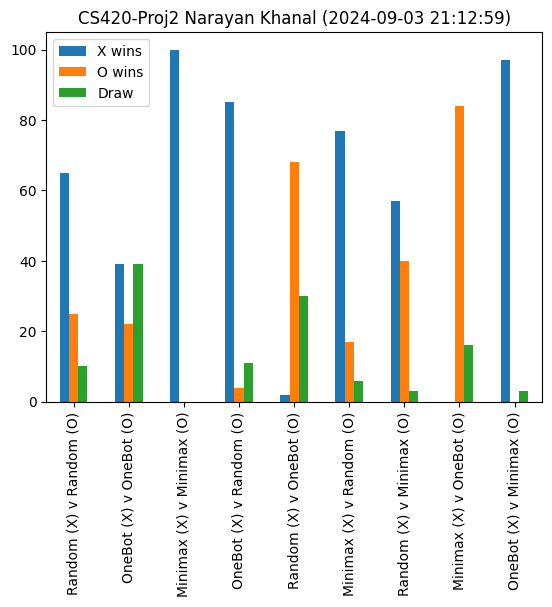 CS420-Proj2 Narayan Khanal (2024-09-03 21:12:59)
X wins
O wins
Draw
100
80
60
40
20
0
Random (X) v Random (O)
OneBot (X) v OneBot (O)
Minimax (X) v Minimax (O)
OneBot (X) v Random (O)
Random (X) v OneBot (O)
Minimax (X) v Random (O)
Random (X) v Minimax (O)
Minimax (X) v OneBot (O)
OneBot (X) v Minimax (O)